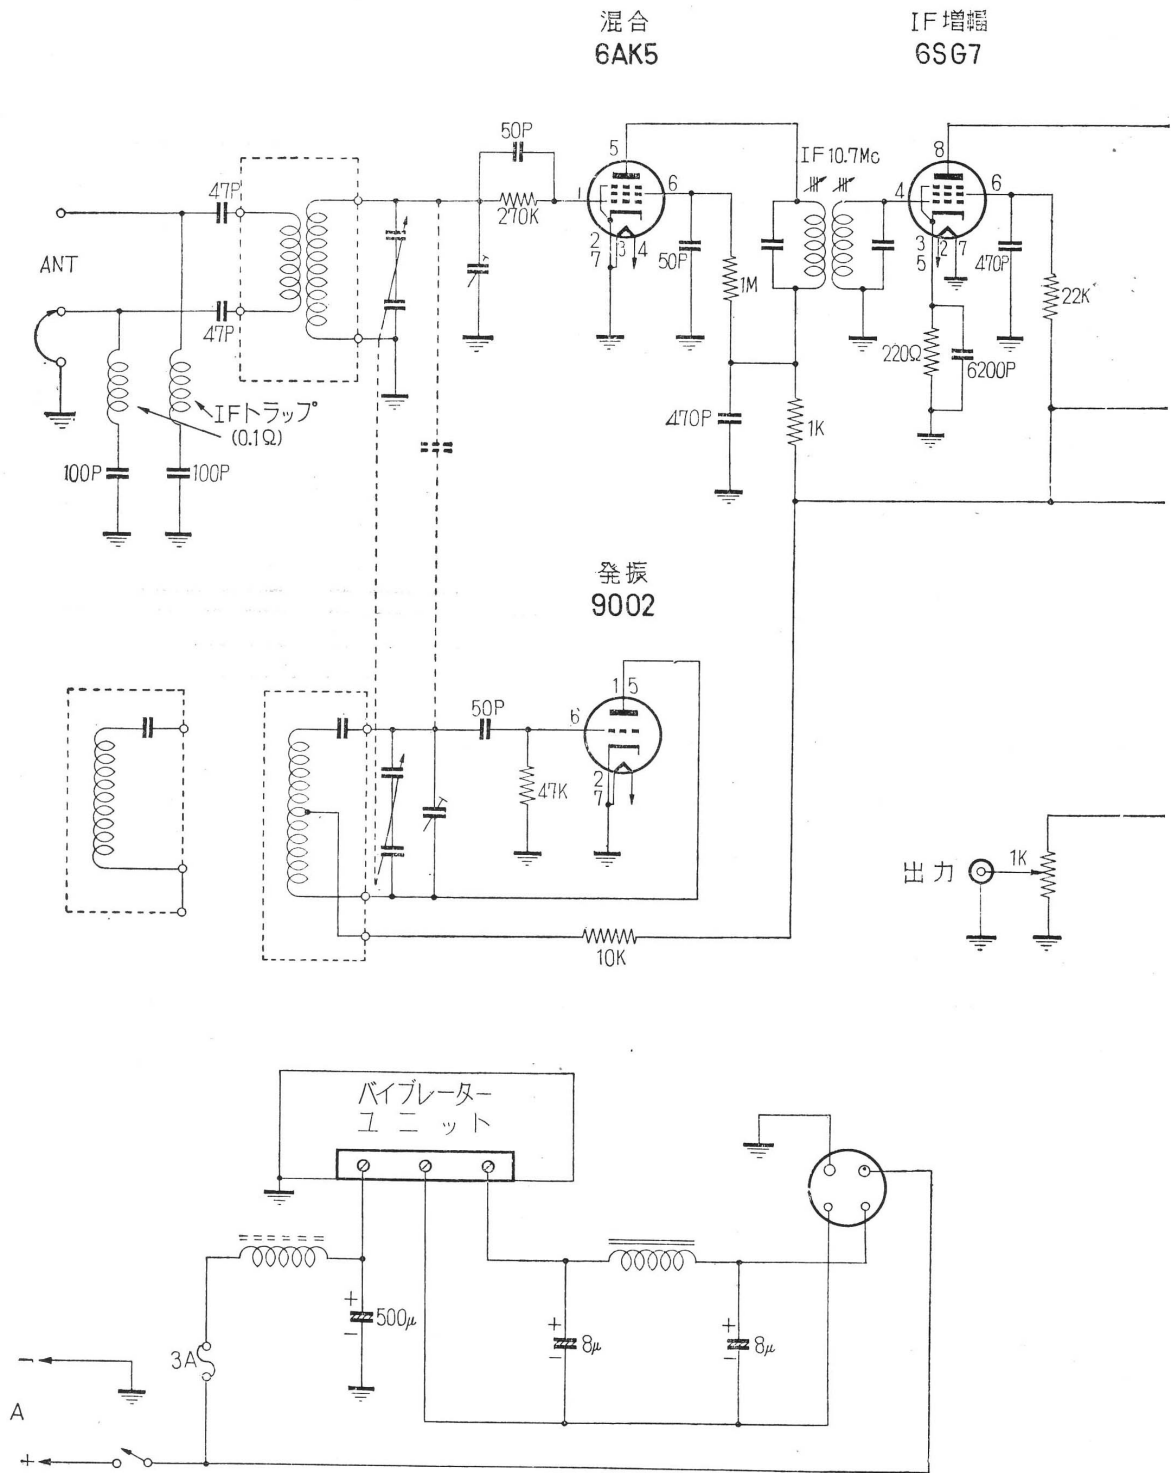 混合
6AK5
IF増幅
6SG7
50P
5
8
IF 10.7Mc
47P
1
6
4
6
270K
ANT
2
7
3
4
50P
3
5
2
7
470P
1M
22K
47P
220Ω
6200P
IFトラップ
(0.1Ω)
470P
1K
100P
100P
発振
9002
1
5
50P
6
2
7
47K
出力
1K
10K
バイブレーター
ユニット
+
500μ
-
+
8μ
-
+
8μ
-
3A
-
A
+